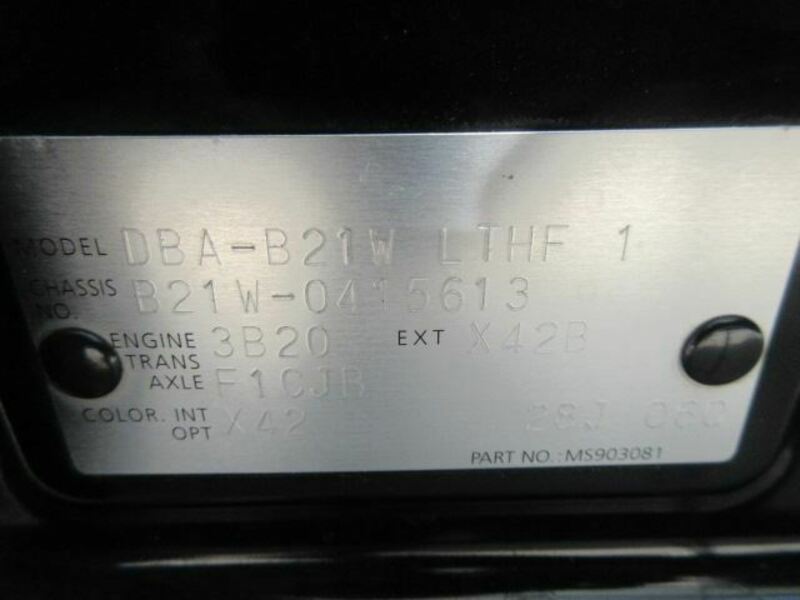 MODEL DBA-B21W LTHF 1
CHASSIS NO. B21W-0415613
ENGINE 3B20 EXT X42B
TRANS AXLE F1CJR
COLOR. INT OPT X42 28J 050
PART NO.:MS903081